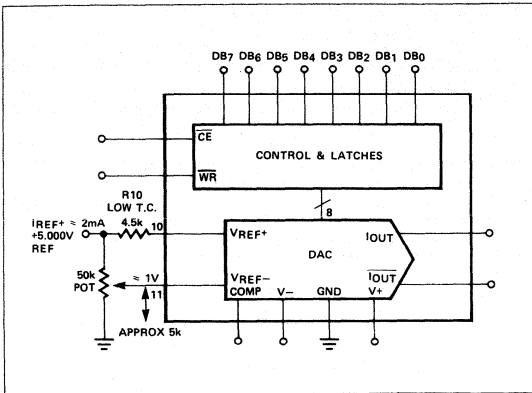 DB7 DB6 DB5 DB4 DB3 DB2 DB1 DB0
CE
CONTROL & LATCHES
WR
R10
LOW T.C.
8
IREF+ ≈ 2mA
4.5k
10
+5.000V
REF
VREF+
IOUT
DAC
50k
POT
≈ 1V
11
VREF−
IOUT
COMP
V−
GND
V+
APPROX 5k